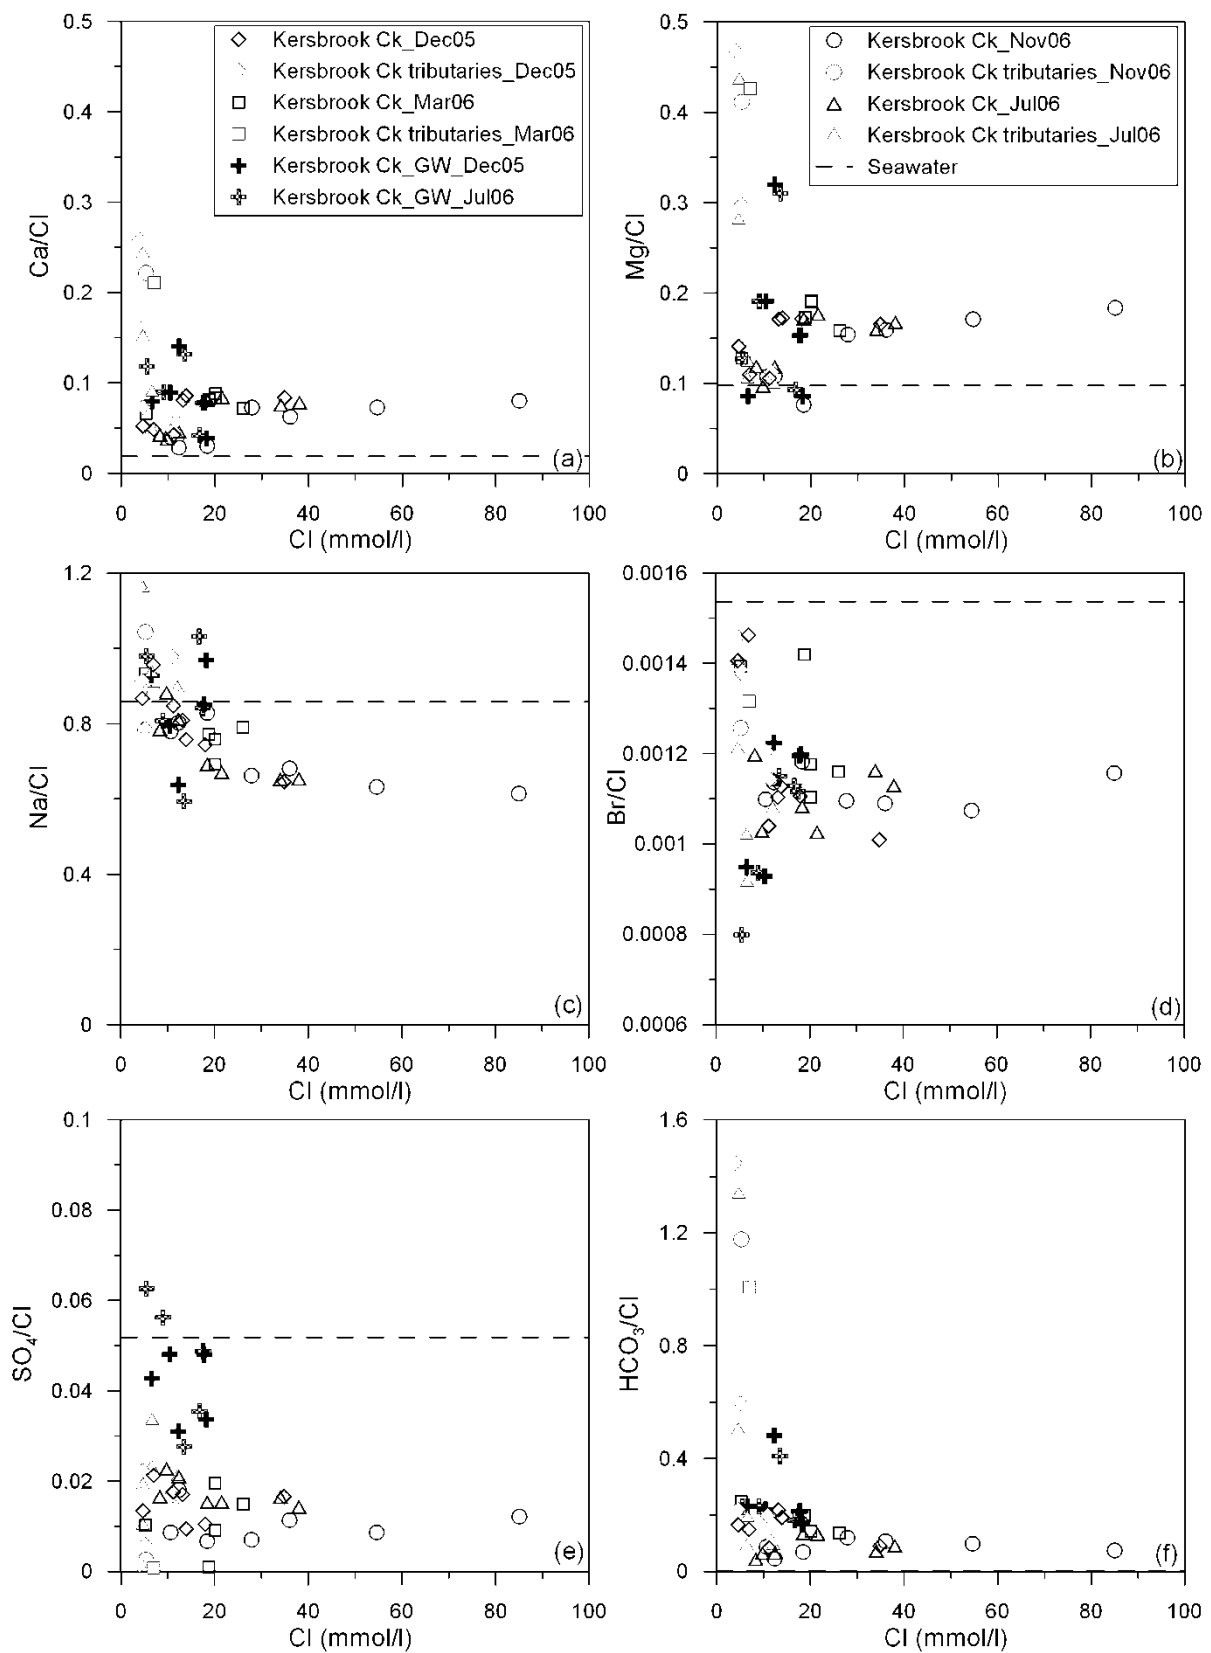 0.5
0.4
0.3
0.2
0.1
0
Ca/Cl
Kersbrook Ck_Dec05
Kersbrook Ck tributaries_Dec05
Kersbrook Ck_Mar06
Kersbrook Ck tributaries_Mar06
Kersbrook Ck_GW_Dec05
Kersbrook Ck_GW_Jul06
(a)
0 20 40 60 80 100
Cl (mmol/l)
0.5
0.4
0.3
0.2
0.1
0
Mg/Cl
Kersbrook Ck_Nov06
Kersbrook Ck tributaries_Nov06
Kersbrook Ck_Jul06
Kersbrook Ck tributaries_Jul06
Seawater
(b)
0 20 40 60 80 100
Cl (mmol/l)
1.2
0.8
0.4
0
Na/Cl
(c)
0 20 40 60 80 100
Cl (mmol/l)
0.0016
0.0014
0.0012
0.001
0.0008
0.0006
Br/Cl
(d)
0 20 40 60 80 100
Cl (mmol/l)
0.1
0.08
0.06
0.04
0.02
0
SO₄/Cl
(e)
0 20 40 60 80 100
Cl (mmol/l)
1.6
1.2
0.8
0.4
0
HCO₃/Cl
(f)
0 20 40 60 80 100
Cl (mmol/l)